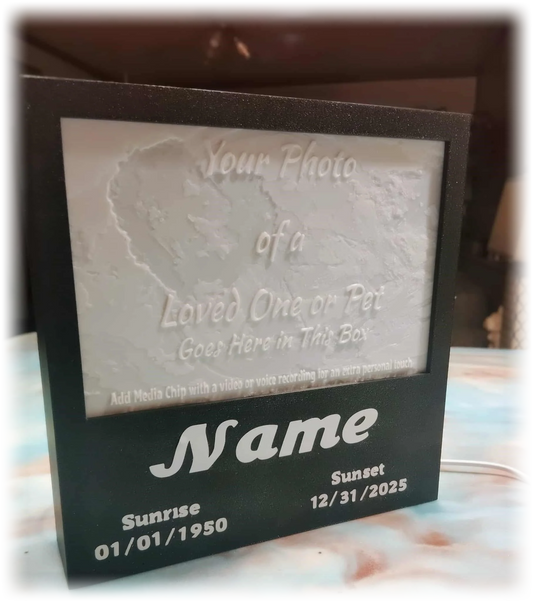 Your Photo
of a
Loved One or Pet
Goes Here in This Box
Add Media Chip with a video or voice recording for an extra personal touch
Name
Sunrise
01/01/1950
Sunset
12/31/2025